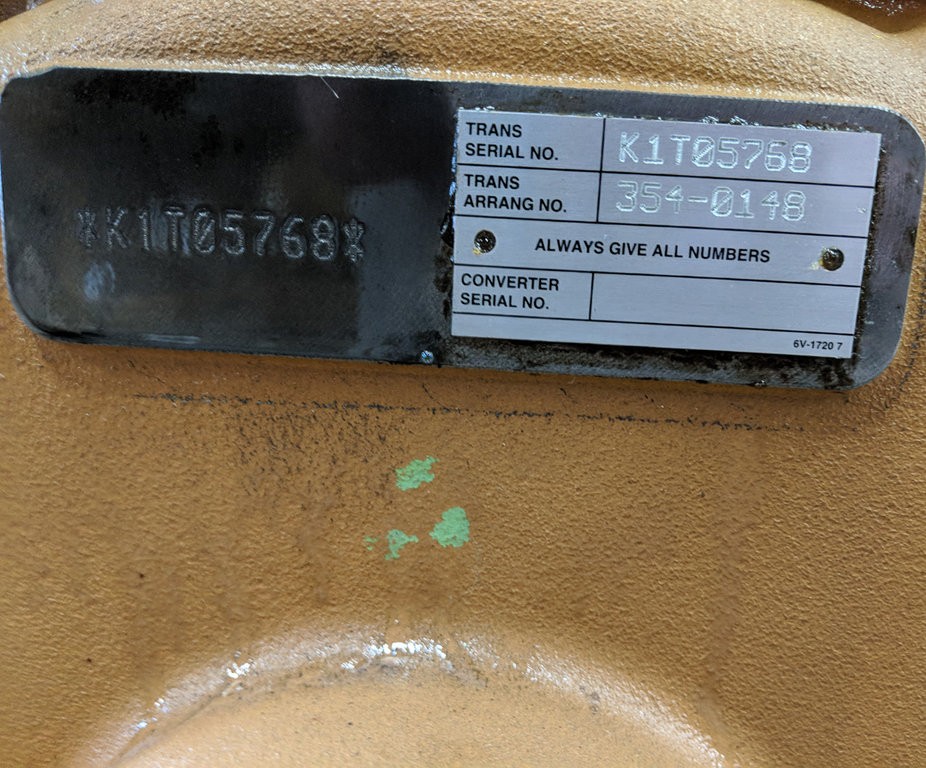 *K1T05768*
TRANS
SERIAL NO.
K1T05768
TRANS
ARRANG NO.
354-0148
ALWAYS GIVE ALL NUMBERS
CONVERTER
SERIAL NO.
6V-1720 7